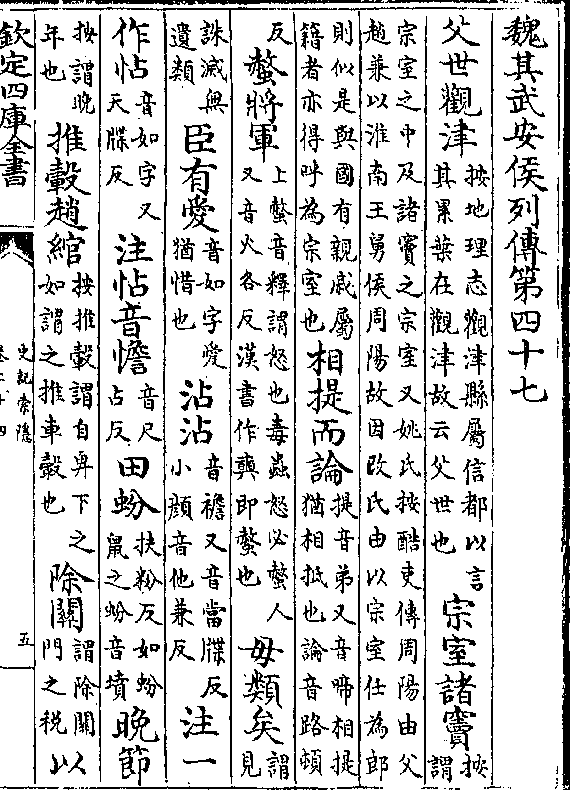 魏其武安侯列傳第四十七
父世觀津按地理志觀津縣屬信都以言其累葉在觀津故云父世也宗室諸竇按謂
宗室之中及諸竇之宗室又姚氏按酷吏傳周陽由父趙兼以淮南王舅侯周陽故因改氏由以宗室仕為郎
則似是與國有親戚屬籍者亦得呼為宗室也相提而論提音弟又音啼相提猶相抵也論音路頓
反螫將軍上螫音釋謂怒也毒蟲怒必螫人又音火各反漢書作奭即螫也毋類矣謂見
誅滅無遺類臣有愛音如字愛猶惜也沾沾音襜又音當牒反小顏音他兼反注一
作帖音如字又天牒反注帖音幨音尺占反田蚡扶粉反如蚡鼠之蚡音墳晚節
按謂晚年也推轂趙綰按推轂謂自卑下之如謂之推車轂也除關謂除關門之稅以
欽定四庫全書
史記索隱
卷二十四
五